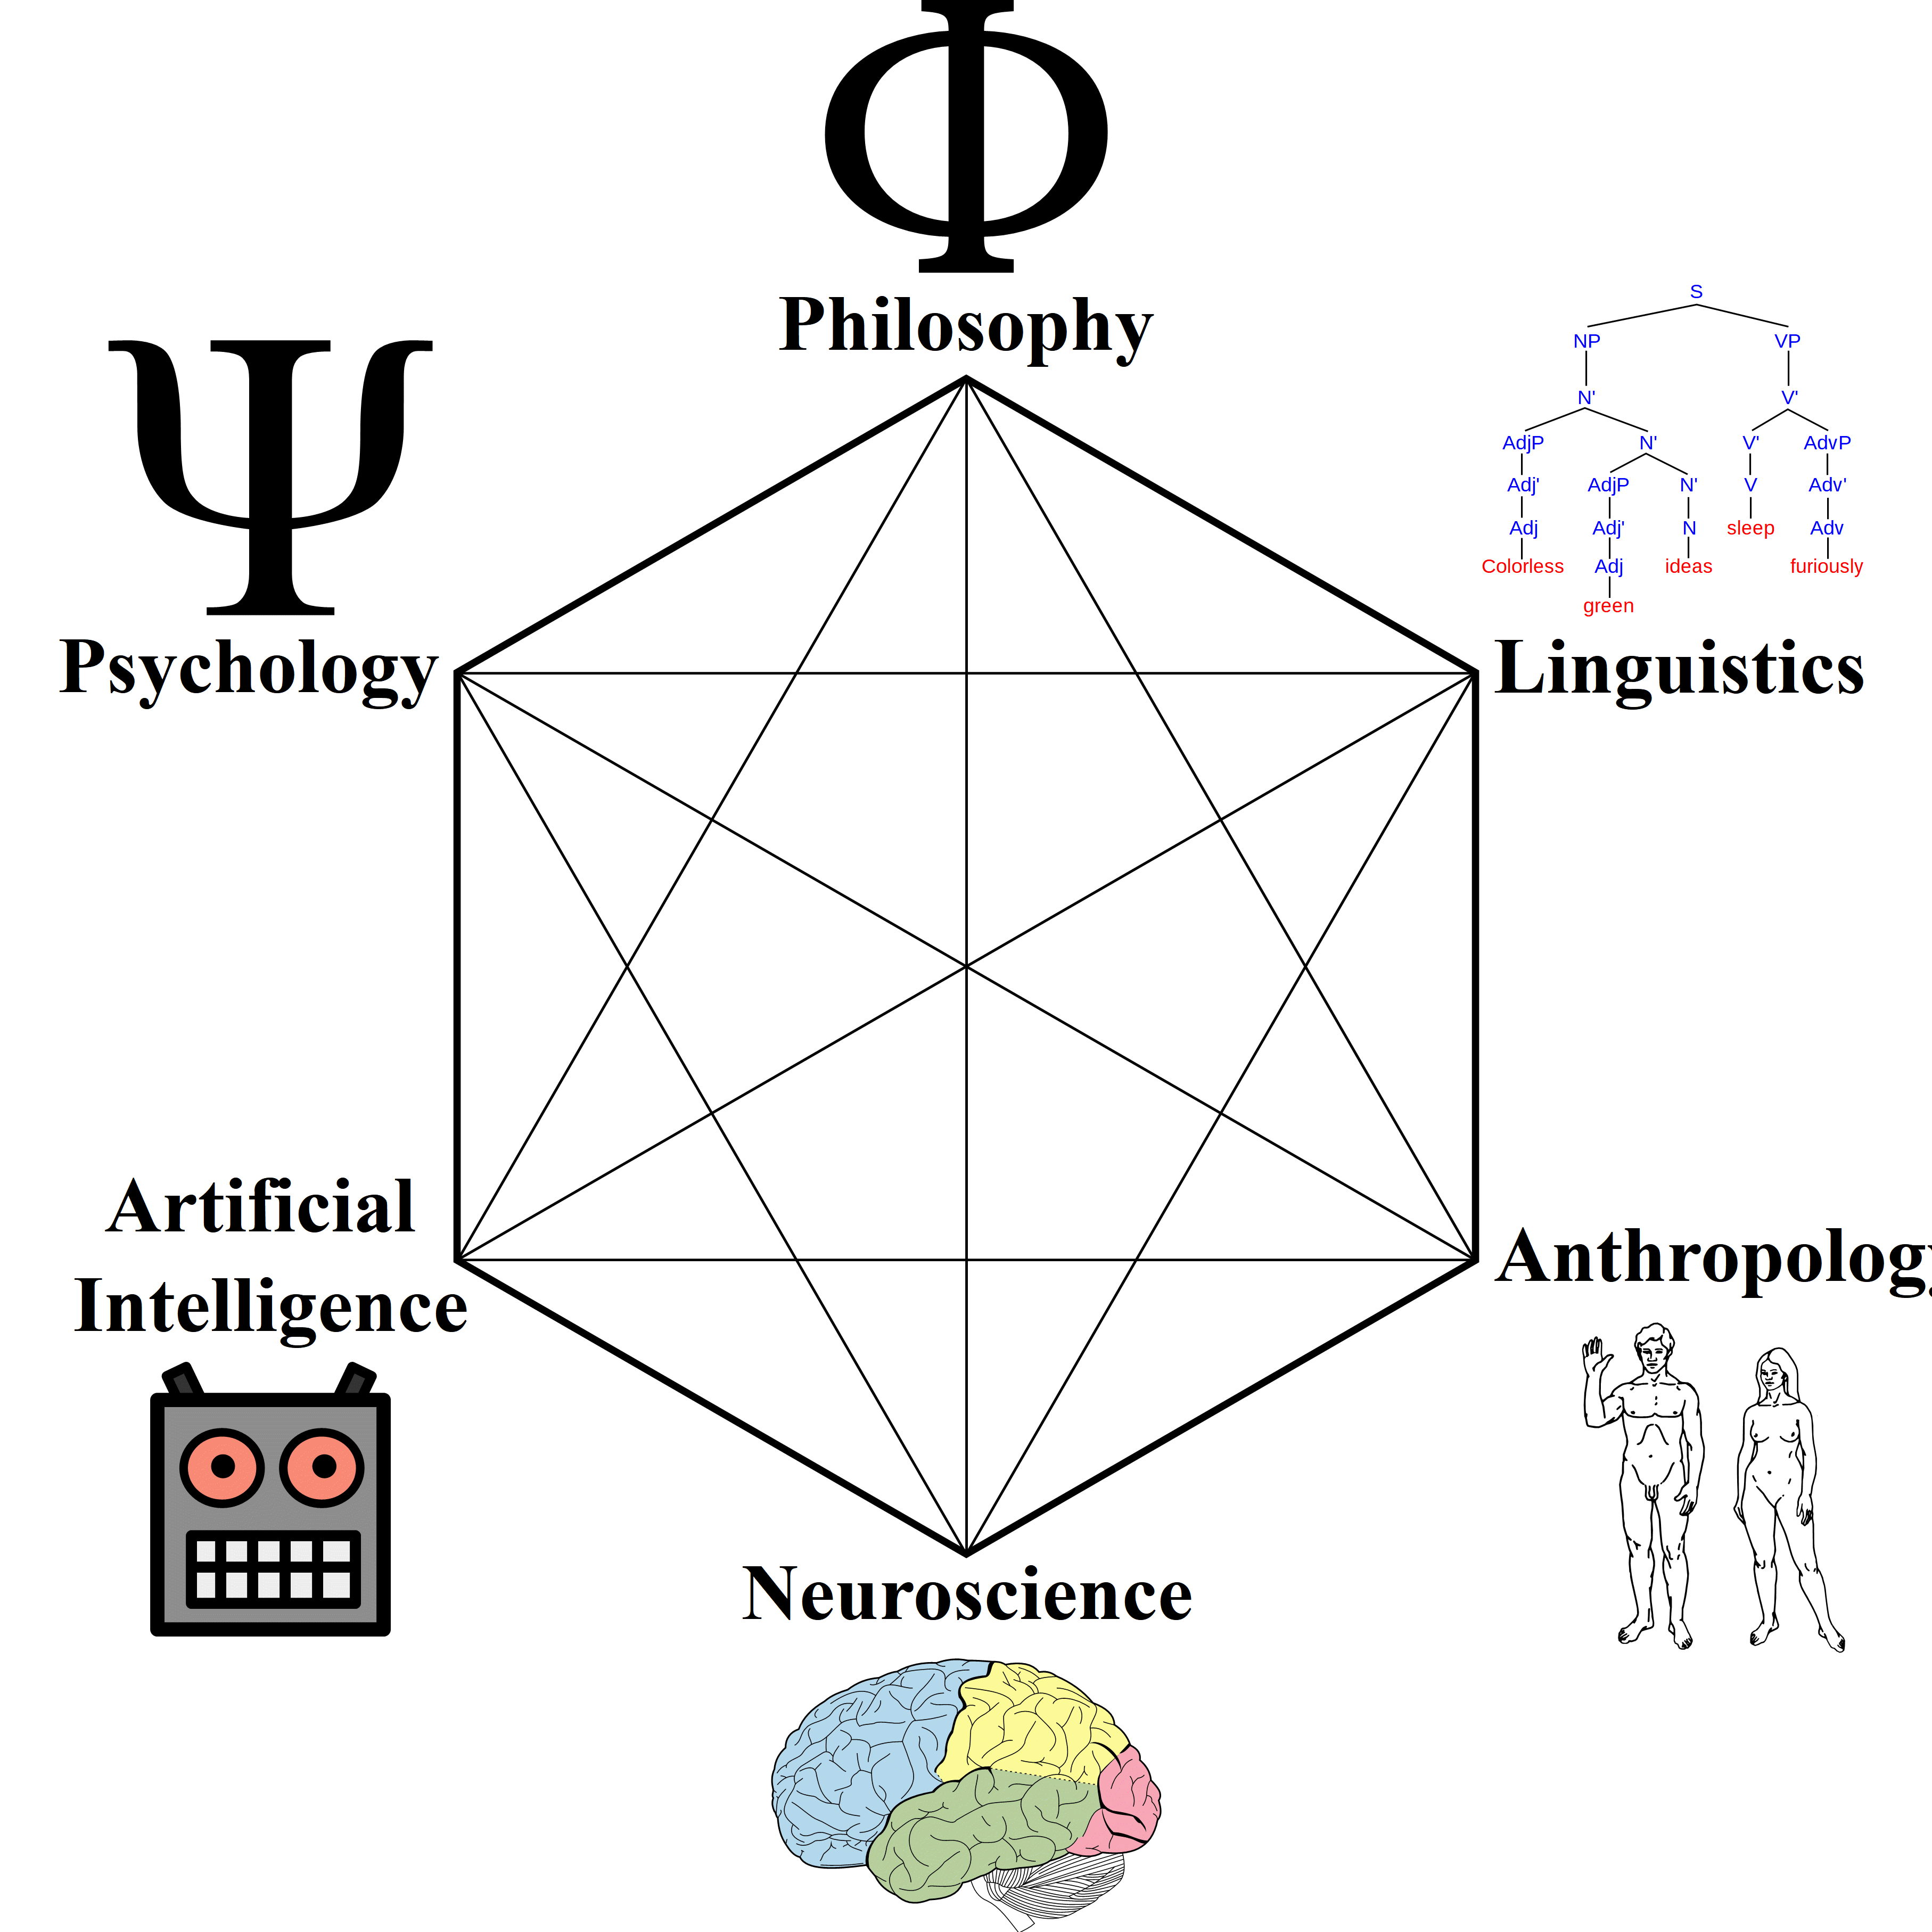 Φ
Philosophy
Ψ
Psychology
S
NP VP
N' V'
AdjP N' V' AdvP
Adj' AdjP N' V Adv'
Adj Adj' N sleep Adv
Colorless Adj ideas furiously
green
Linguistics
Artificial
Intelligence
Anthropology
Neuroscience